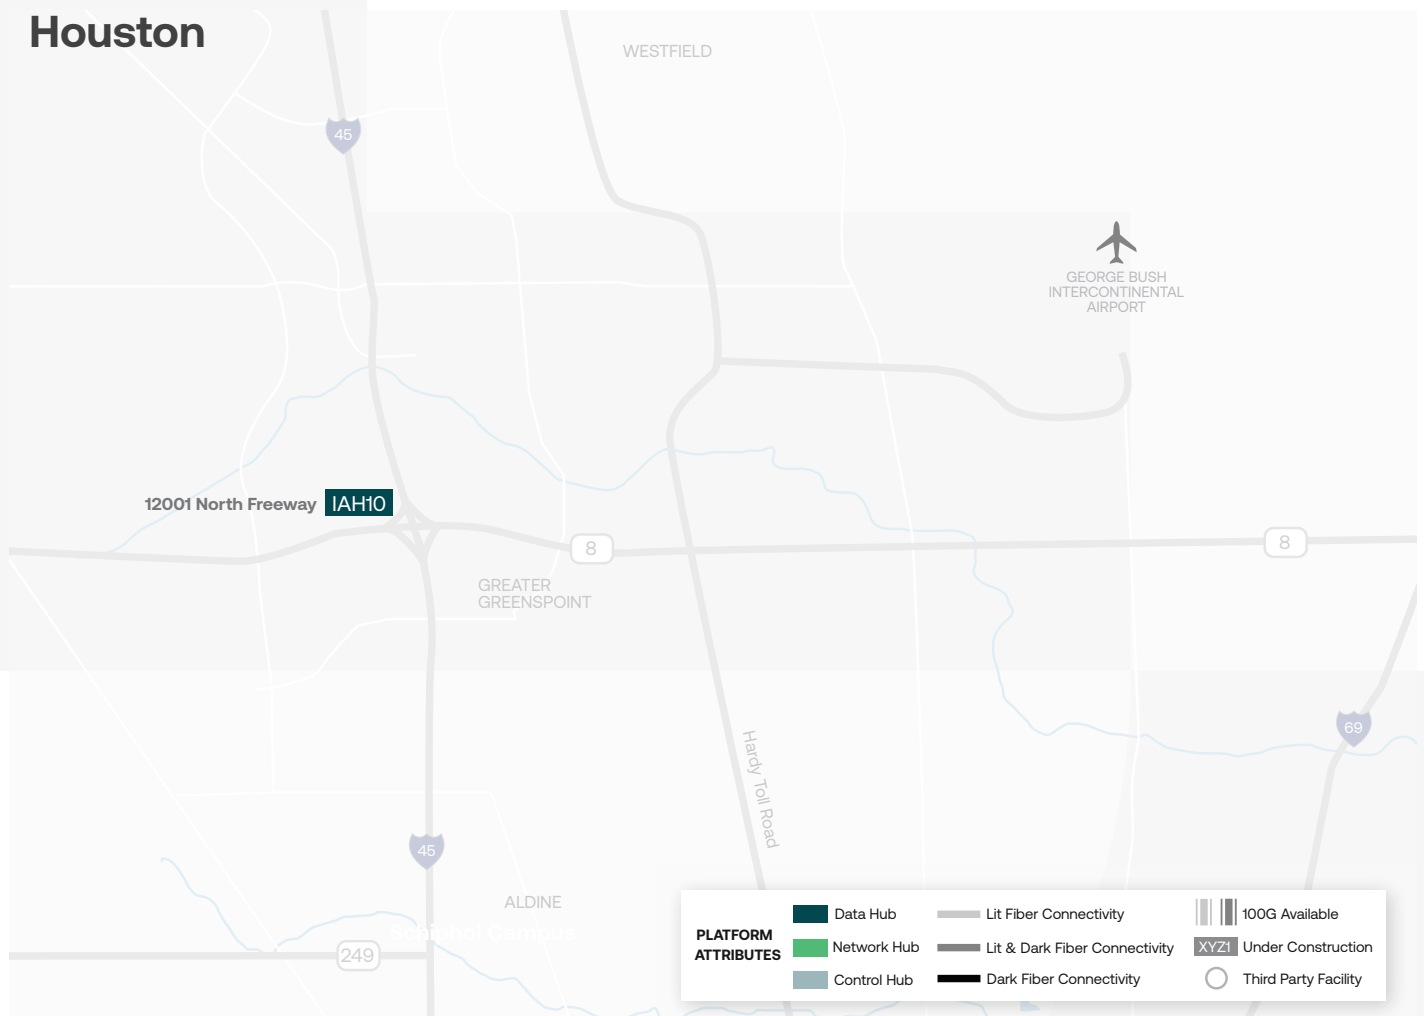 Houston
WESTFIELD
45
GEORGE BUSH
INTERCONTINENTAL
AIRPORT
12001 North Freeway IAH10
8
8
GREATER
GREENSPOINT
69
Hardy Toll Road
45
ALDINE
Schiphol Campus
249
PLATFORM
ATTRIBUTES
Data Hub
Network Hub
Control Hub
Lit Fiber Connectivity
Lit & Dark Fiber Connectivity
Dark Fiber Connectivity
100G Available
XYZ1 Under Construction
Third Party Facility